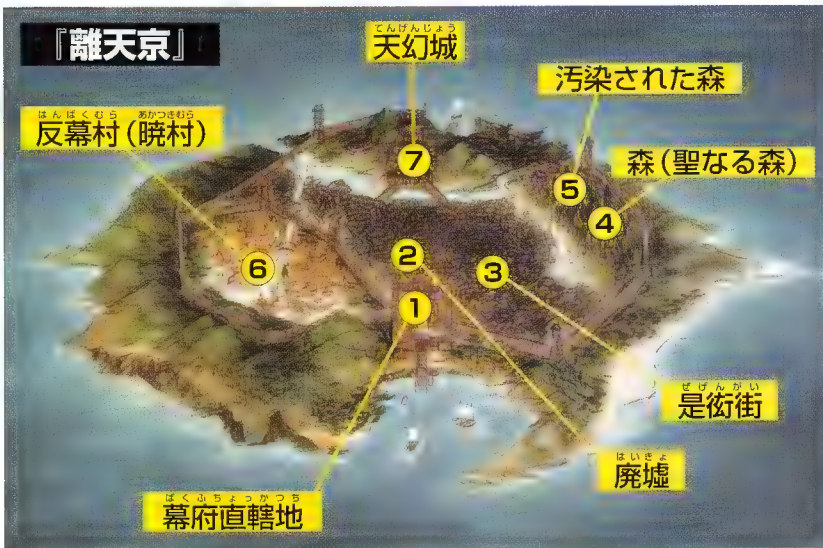 『離天京』
てんげんじょう
天幻城
汚染された森
はんばくむら あかつきむら
反幕村(暁村)
森(聖なる森)
7
5
4
2
3
6
1
ぜげんがい
是衒街
はいきょ
廃墟
ばくふちょっかつち
幕府直轄地